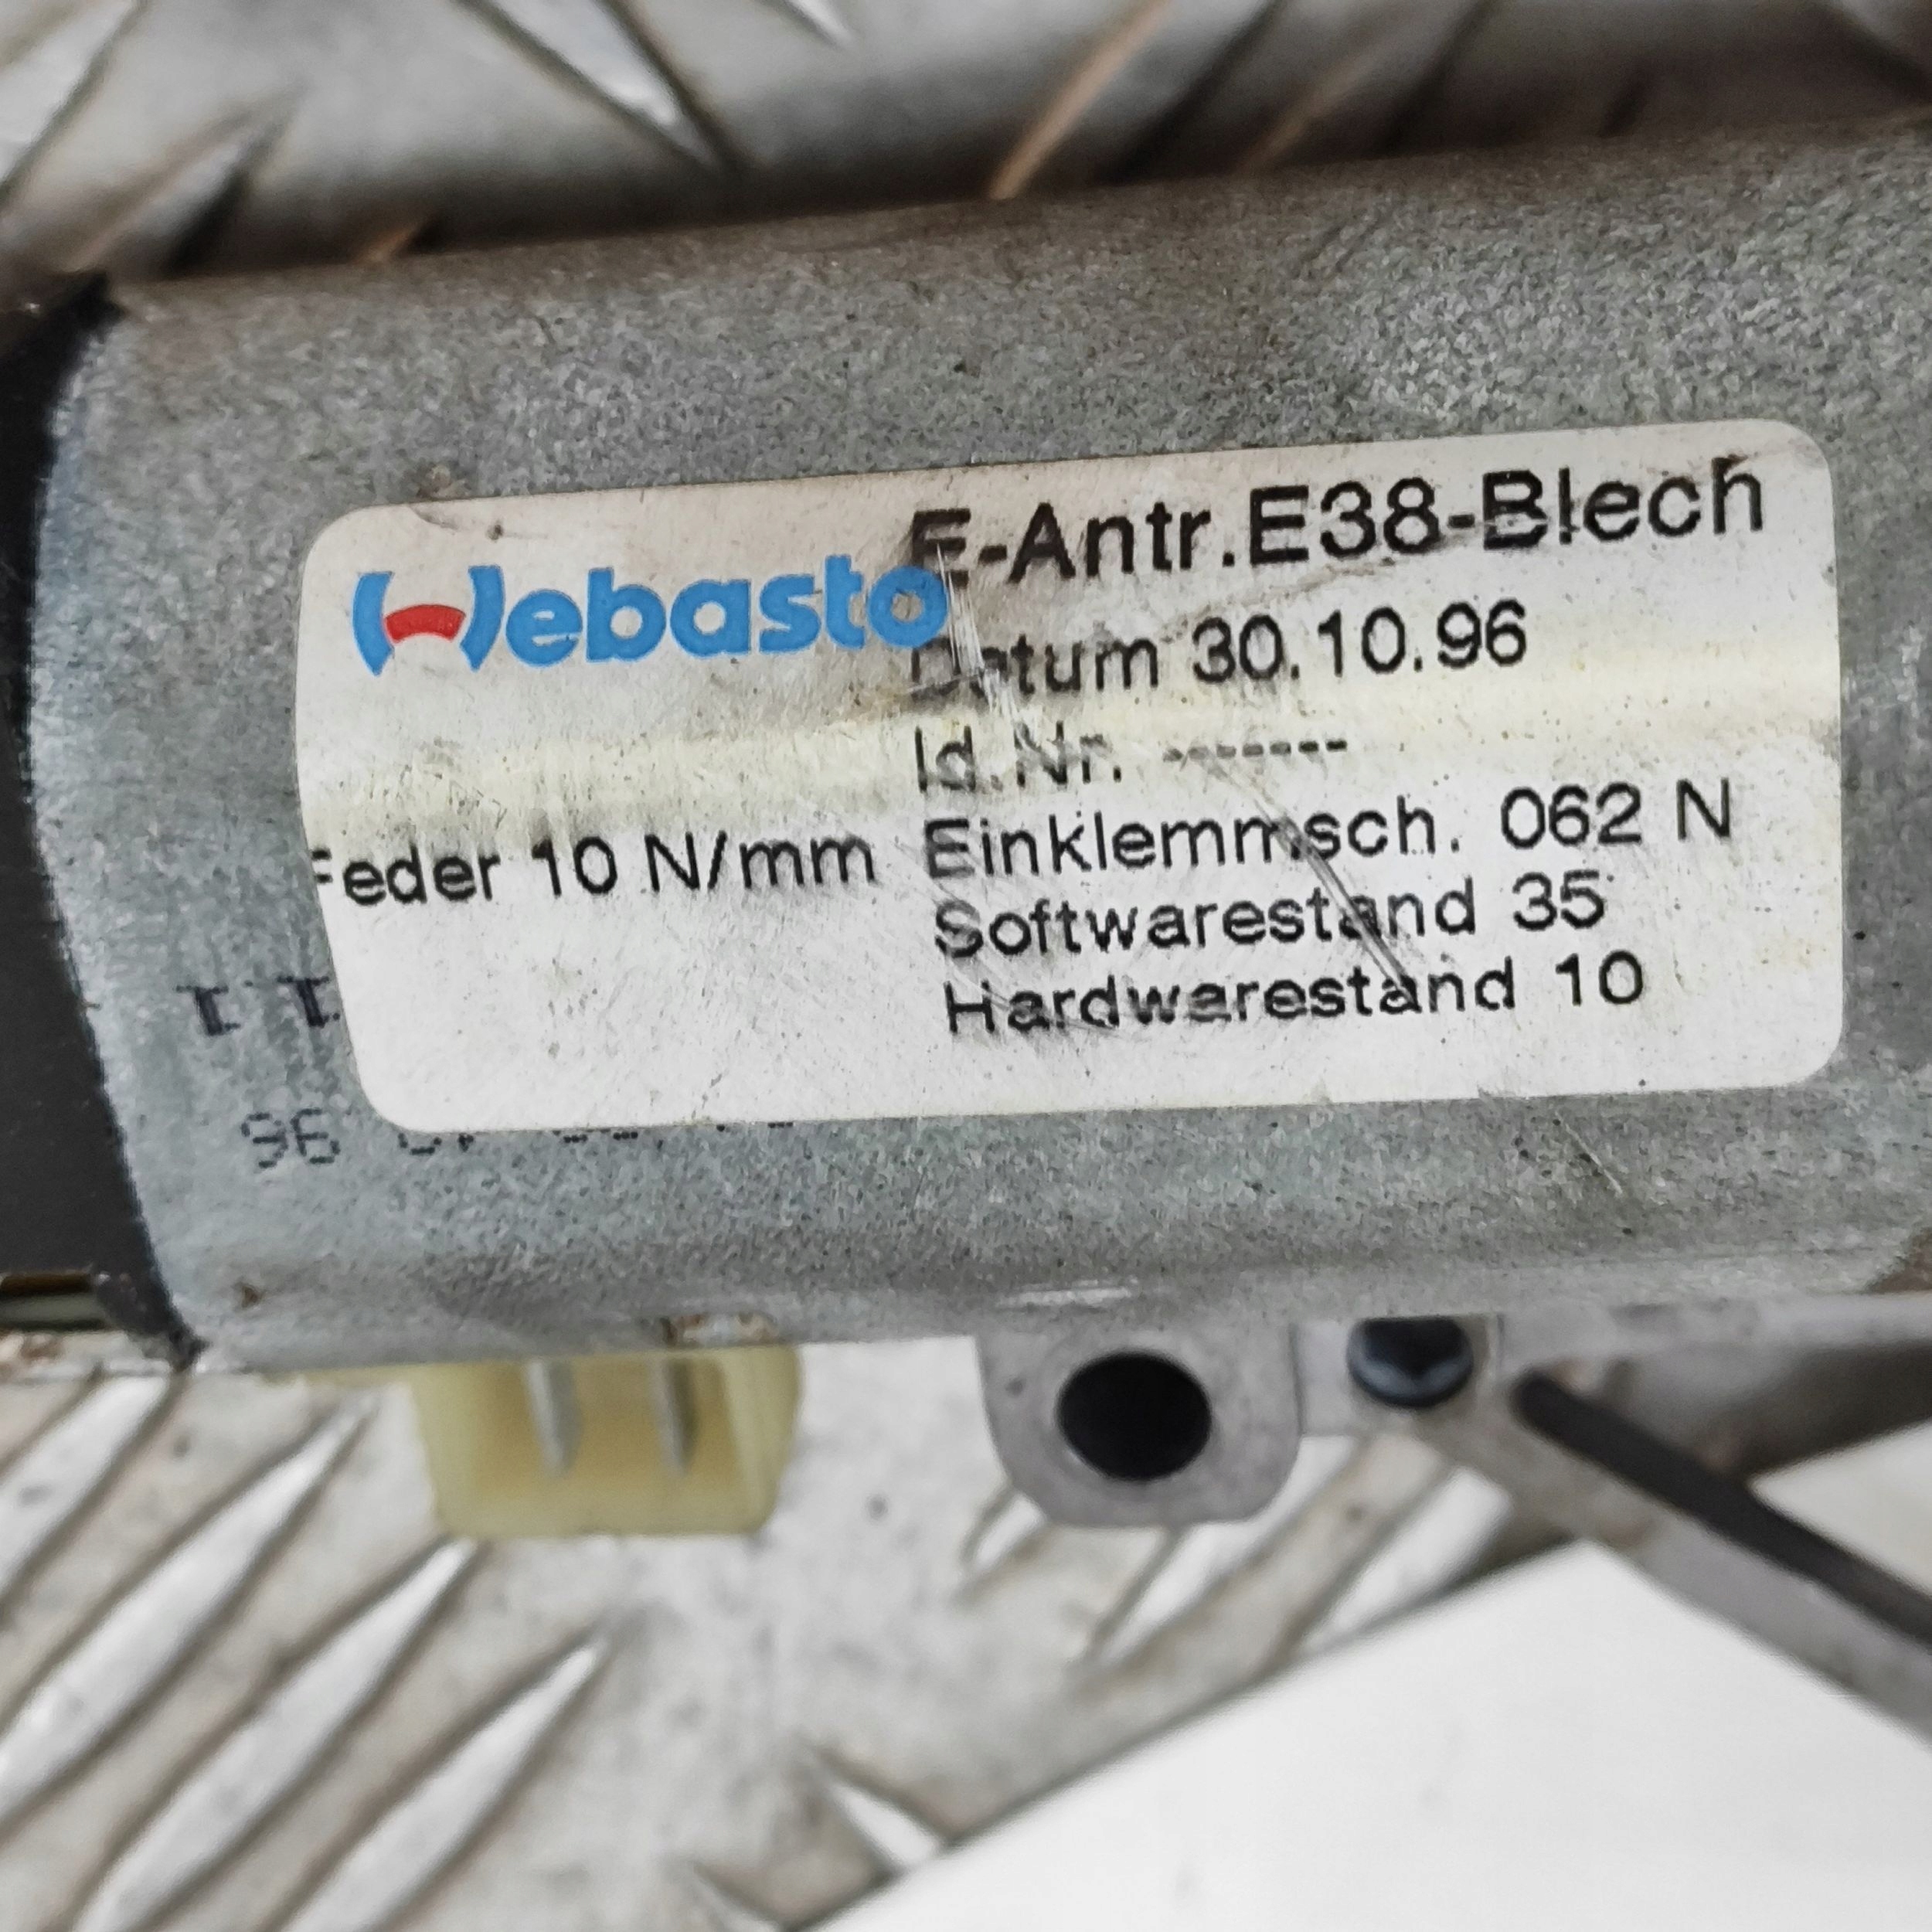 Webasto
E-Antr.E38-Blech
Datum 30.10.96
Id.Nr. -------
Feder 10 N/mm
Einklemmsch. 062 N
Softwarestand 35
Hardwarestand 10
96